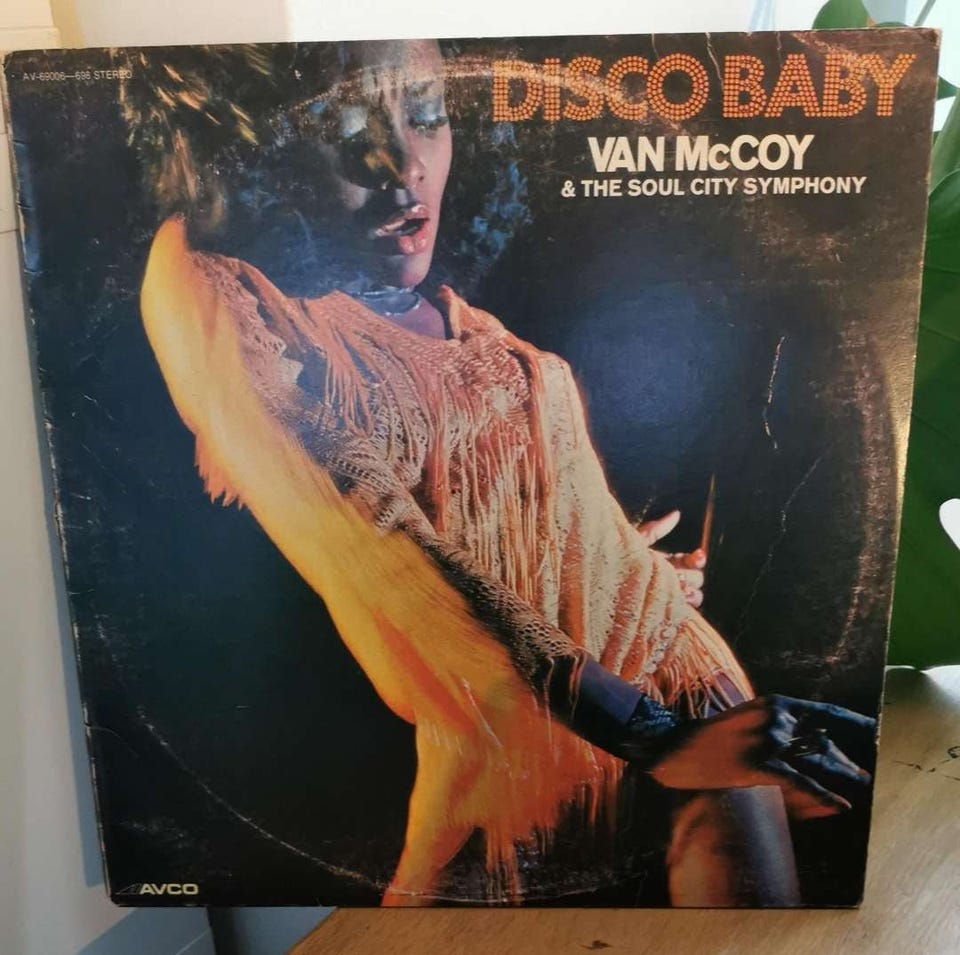 AV-69006—698 STEREO
DISCO BABY
VAN McCOY
& THE SOUL CITY SYMPHONY
AVCO